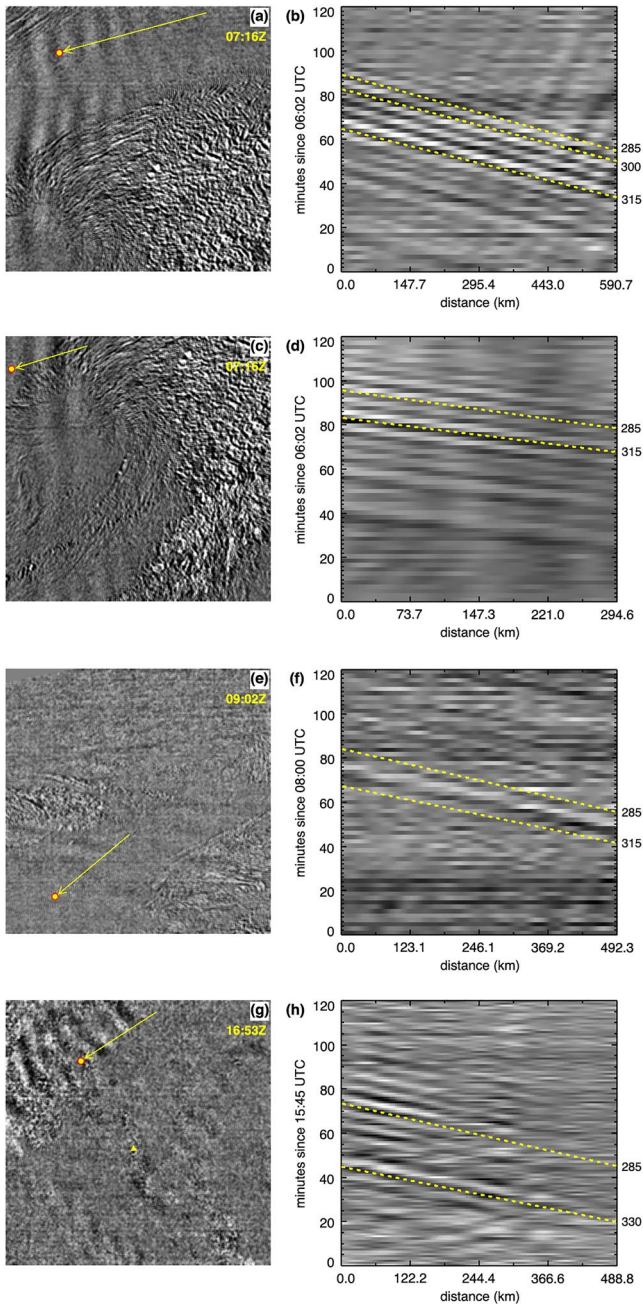 (a)
07:16Z
(b)
minutes since 06:02 UTC
120
100
80
60
40
20
0
285
300
315
0.0 147.7 295.4 443.0 590.7
distance (km)
(c)
07:16Z
(d)
minutes since 06:02 UTC
120
100
80
60
40
20
0
285
315
0.0 73.7 147.3 221.0 294.6
distance (km)
(e)
09:02Z
(f)
minutes since 08:00 UTC
120
100
80
60
40
20
0
285
315
0.0 123.1 246.1 369.2 492.3
distance (km)
(g)
16:53Z
(h)
minutes since 15:45 UTC
120
100
80
60
40
20
0
285
330
0.0 122.2 244.4 366.6 488.8
distance (km)